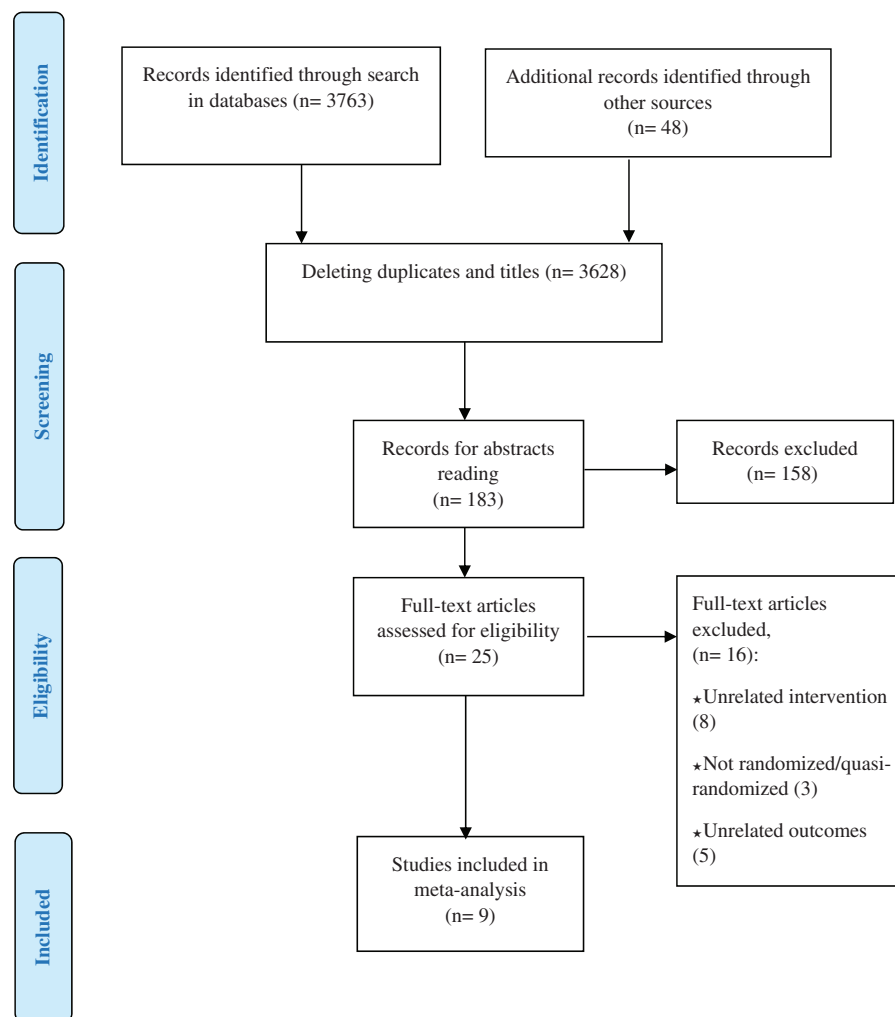 Identification
Records identified through search
in databases (n= 3763)
Additional records identified through
other sources
(n= 48)
Deleting duplicates and titles (n= 3628)
Screening
Records for abstracts
reading
(n= 183)
Records excluded
(n= 158)
Eligibility
Full-text articles
assessed for eligibility
(n= 25)
Full-text articles
excluded,
(n= 16):
★Unrelated intervention
(8)
★Not randomized/quasi-
randomized (3)
★Unrelated outcomes
(5)
Included
Studies included in
meta-analysis
(n= 9)